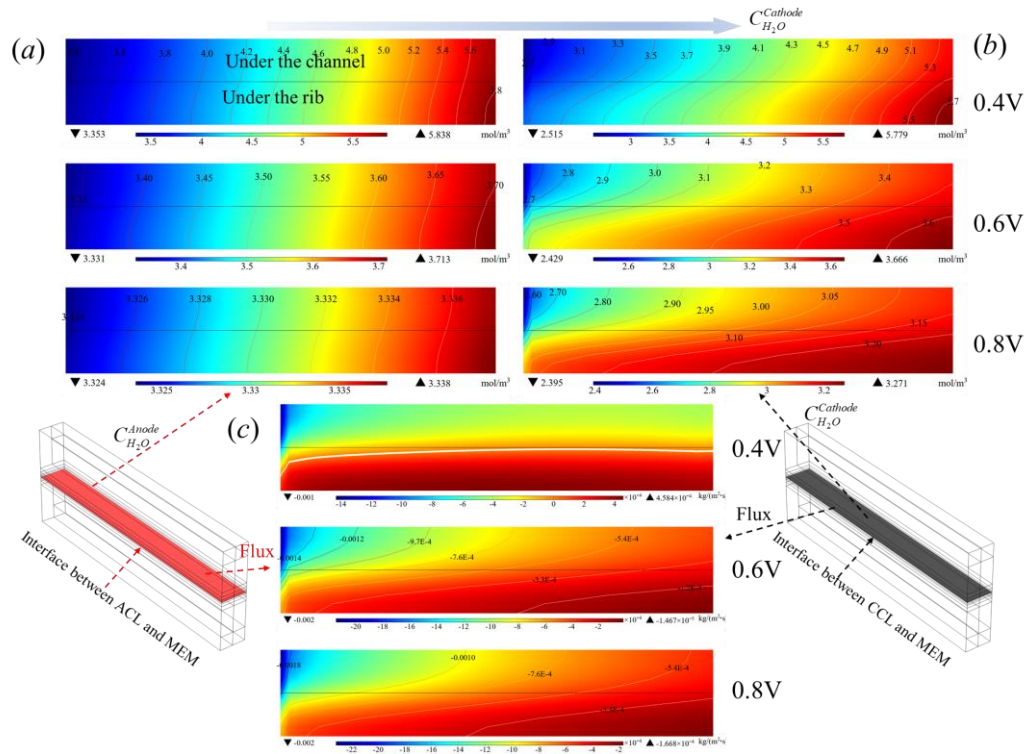 C_{H_2O}^{Cathode}
(a)
3.8 4.0 4.2 4.4 4.6 4.8 5.0 5.2 5.4 5.6
Under the channel
Under the rib
▼ 3.353 3.5 4 4.5 5 5.5 ▲ 5.838 mol/m³
(b)
3.1 3.3 3.5 3.7 3.9 4.1 4.3 4.5 4.7 4.9 5.1 5.3
0.4V
▼ 2.515 3 3.5 4 4.5 5 5.5 ▲ 5.779 mol/m³
3.40 3.45 3.50 3.55 3.60 3.65 3.70
▼ 3.331 3.4 3.5 3.6 3.7 ▲ 3.713 mol/m³
2.7 2.8 2.9 3.0 3.1 3.2 3.3 3.4 3.5 3.6
0.6V
▼ 2.429 2.6 2.8 3 3.2 3.4 3.6 ▲ 3.666 mol/m³
3.326 3.328 3.330 3.332 3.334 3.336
▼ 3.324 3.325 3.33 3.335 ▲ 3.338 mol/m³
2.60 2.70 2.80 2.90 2.95 3.00 3.05 3.10 3.15 3.20
0.8V
▼ 2.395 2.4 2.6 2.8 3 3.2 ▲ 3.271 mol/m³
C_{H_2O}^{Anode}
(c)
C_{H_2O}^{Cathode}
0.4V
▼ -0.001 -14 -12 -10 -8 -6 -4 -2 0 2 4 ×10⁻⁴ kg/(m²·s)
Flux
Interface between ACL and MEM
-0.0014 -0.0012 -9.7E-4 -7.6E-4 -5.4E-4
0.6V
▼ -0.002 -20 -18 -16 -14 -12 -10 -8 -6 -4 -2 ×10⁻⁴ kg/(m²·s)
Flux
Interface between CCL and MEM
-0.0018 -0.0010 -7.6E-4 -5.4E-4
0.8V
▼ -0.002 -22 -20 -18 -16 -14 -12 -10 -8 -6 -4 -2 ×10⁻⁴ kg/(m²·s)